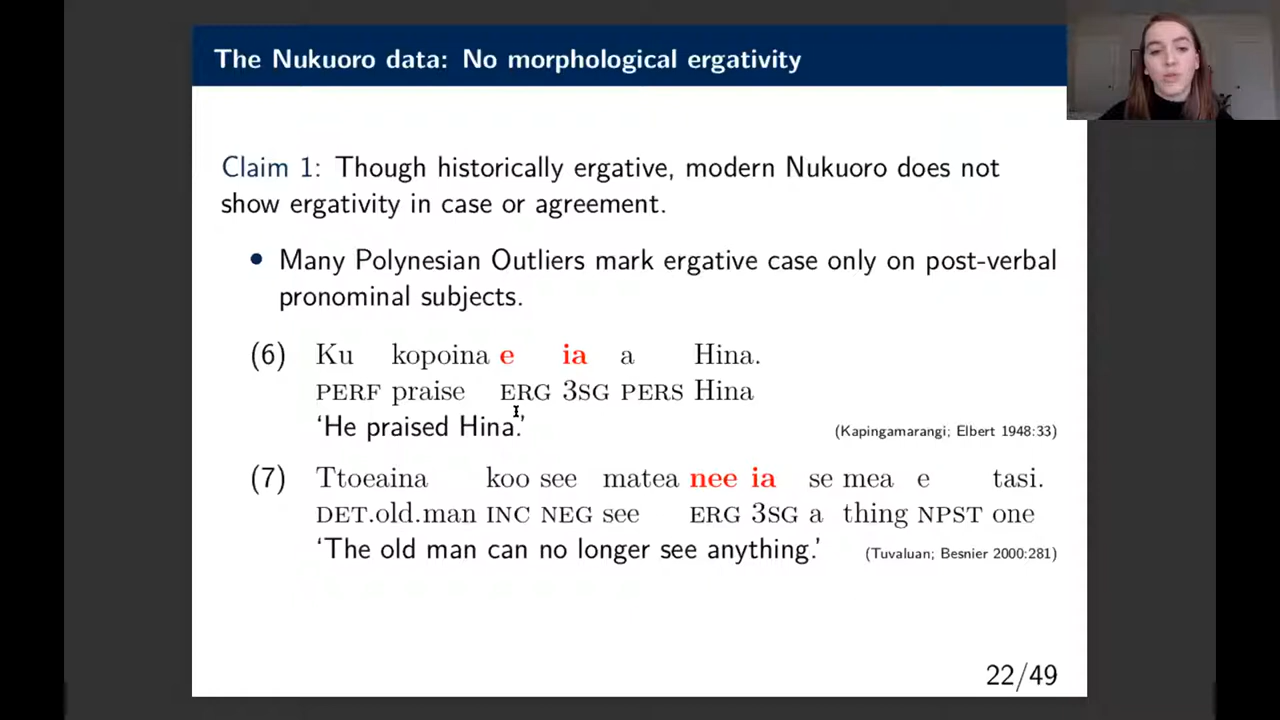 The Nukuoro data: No morphological ergativity
Claim 1: Though historically ergative, modern Nukuoro does not
show ergativity in case or agreement.
• Many Polynesian Outliers mark ergative case only on post-verbal
pronominal subjects.
(6) Ku kopoina e ia a Hina.
PERF praise ERG 3SG PERS Hina
‘He praised Hina.’
(Kapingamarangi; Elbert 1948:33)
(7) Ttoeaina koo see matea nee ia se mea e tasi.
DET.old.man INC NEG see ERG 3SG a thing NPST one
‘The old man can no longer see anything.’ (Tuvaluan; Besnier 2000:281)
22/49